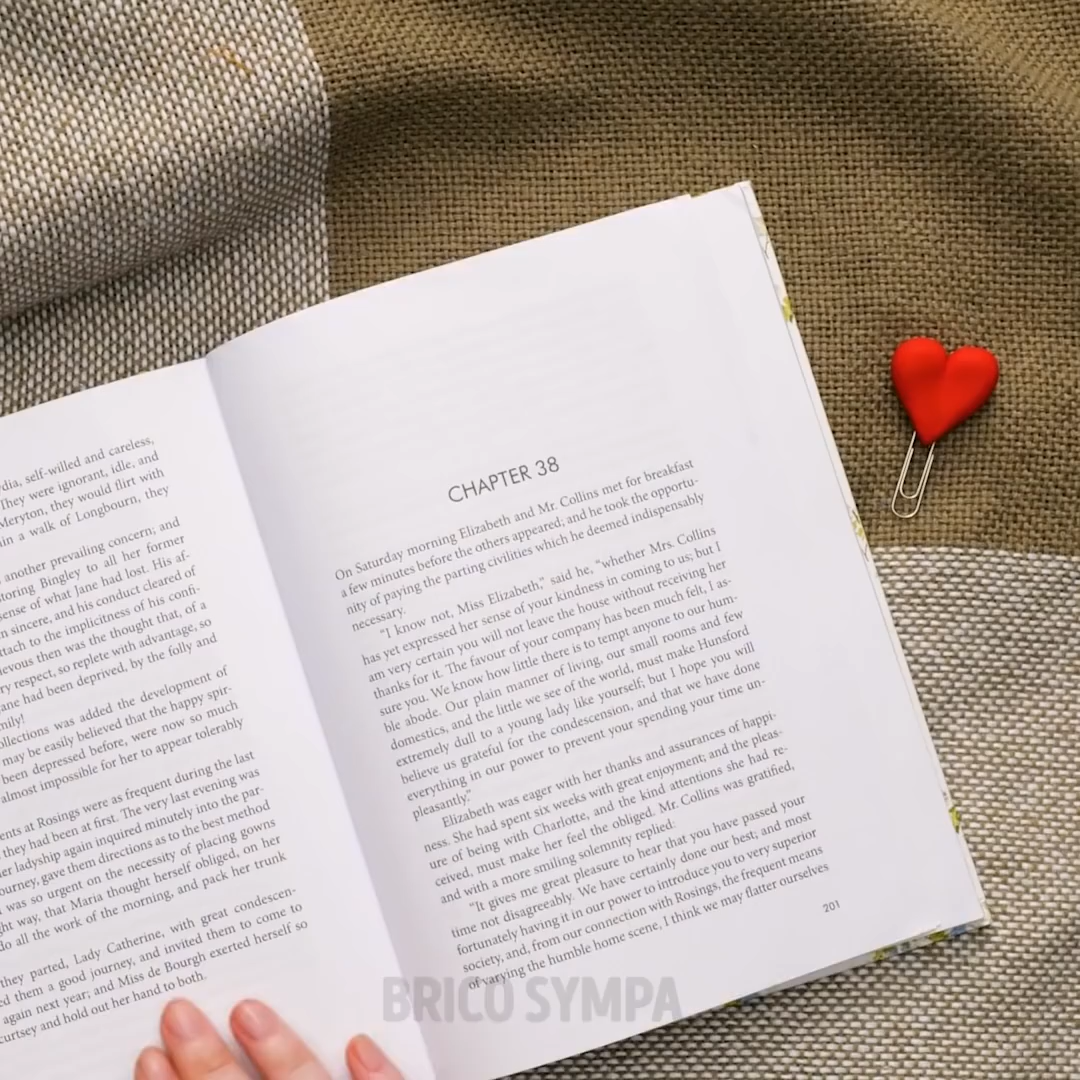 dia, self-willed and careless,
They were ignorant, idle, and
Meryton, they would flirt with
in a walk of Longbourn, they
another prevailing concern; and
toring Bingley to all her former
ense of what Jane had lost. His af-
n sincere, and his conduct cleared of
ttach to the implicitness of his confi-
ievous then was the thought that, of a
ry respect, so replete with advantage, so
ane had been deprived, by the folly and
mily!
ollections was added the development of
may be easily believed that the happy spir-
been depressed before, were now so much
almost impossible for her to appear tolerably
ents at Rosings were as frequent during the last
they had been at first. The very last evening was
er ladyship again inquired minutely into the par-
ourney, gave them directions as to the best method
was so urgent on the necessity of placing gowns
ght way, that Maria thought herself obliged, on her
do all the work of the morning, and pack her trunk
they parted, Lady Catherine, with great condescen-
ed them a good journey, and invited them to come to
again next year; and Miss de Bourgh exerted herself so
curtsey and hold out her hand to both.
CHAPTER 38
On Saturday morning Elizabeth and Mr. Collins met for breakfast
a few minutes before the others appeared; and he took the opportu-
nity of paying the parting civilities which he deemed indispensably
necessary.
"I know not, Miss Elizabeth," said he, "whether Mrs. Collins
has yet expressed her sense of your kindness in coming to us; but I
am very certain you will not leave the house without receiving her
thanks for it. The favour of your company has been much felt, I as-
sure you. We know how little there is to tempt anyone to our hum-
ble abode. Our plain manner of living, our small rooms and few
domestics, and the little we see of the world, must make Hunsford
extremely dull to a young lady like yourself; but I hope you will
believe us grateful for the condescension, and that we have done
everything in our power to prevent your spending your time un-
pleasantly."
Elizabeth was eager with her thanks and assurances of happi-
ness. She had spent six weeks with great enjoyment; and the pleas-
ure of being with Charlotte, and the kind attentions she had re-
ceived, must make her feel the obliged. Mr. Collins was gratified,
and with a more smiling solemnity replied:
"It gives me great pleasure to hear that you have passed your
time not disagreeably. We have certainly done our best; and most
fortunately having it in our power to introduce you to very superior
society, and, from our connection with Rosings, the frequent means
of varying the humble home scene, I think we may flatter ourselves
201
BRICO SYMPA